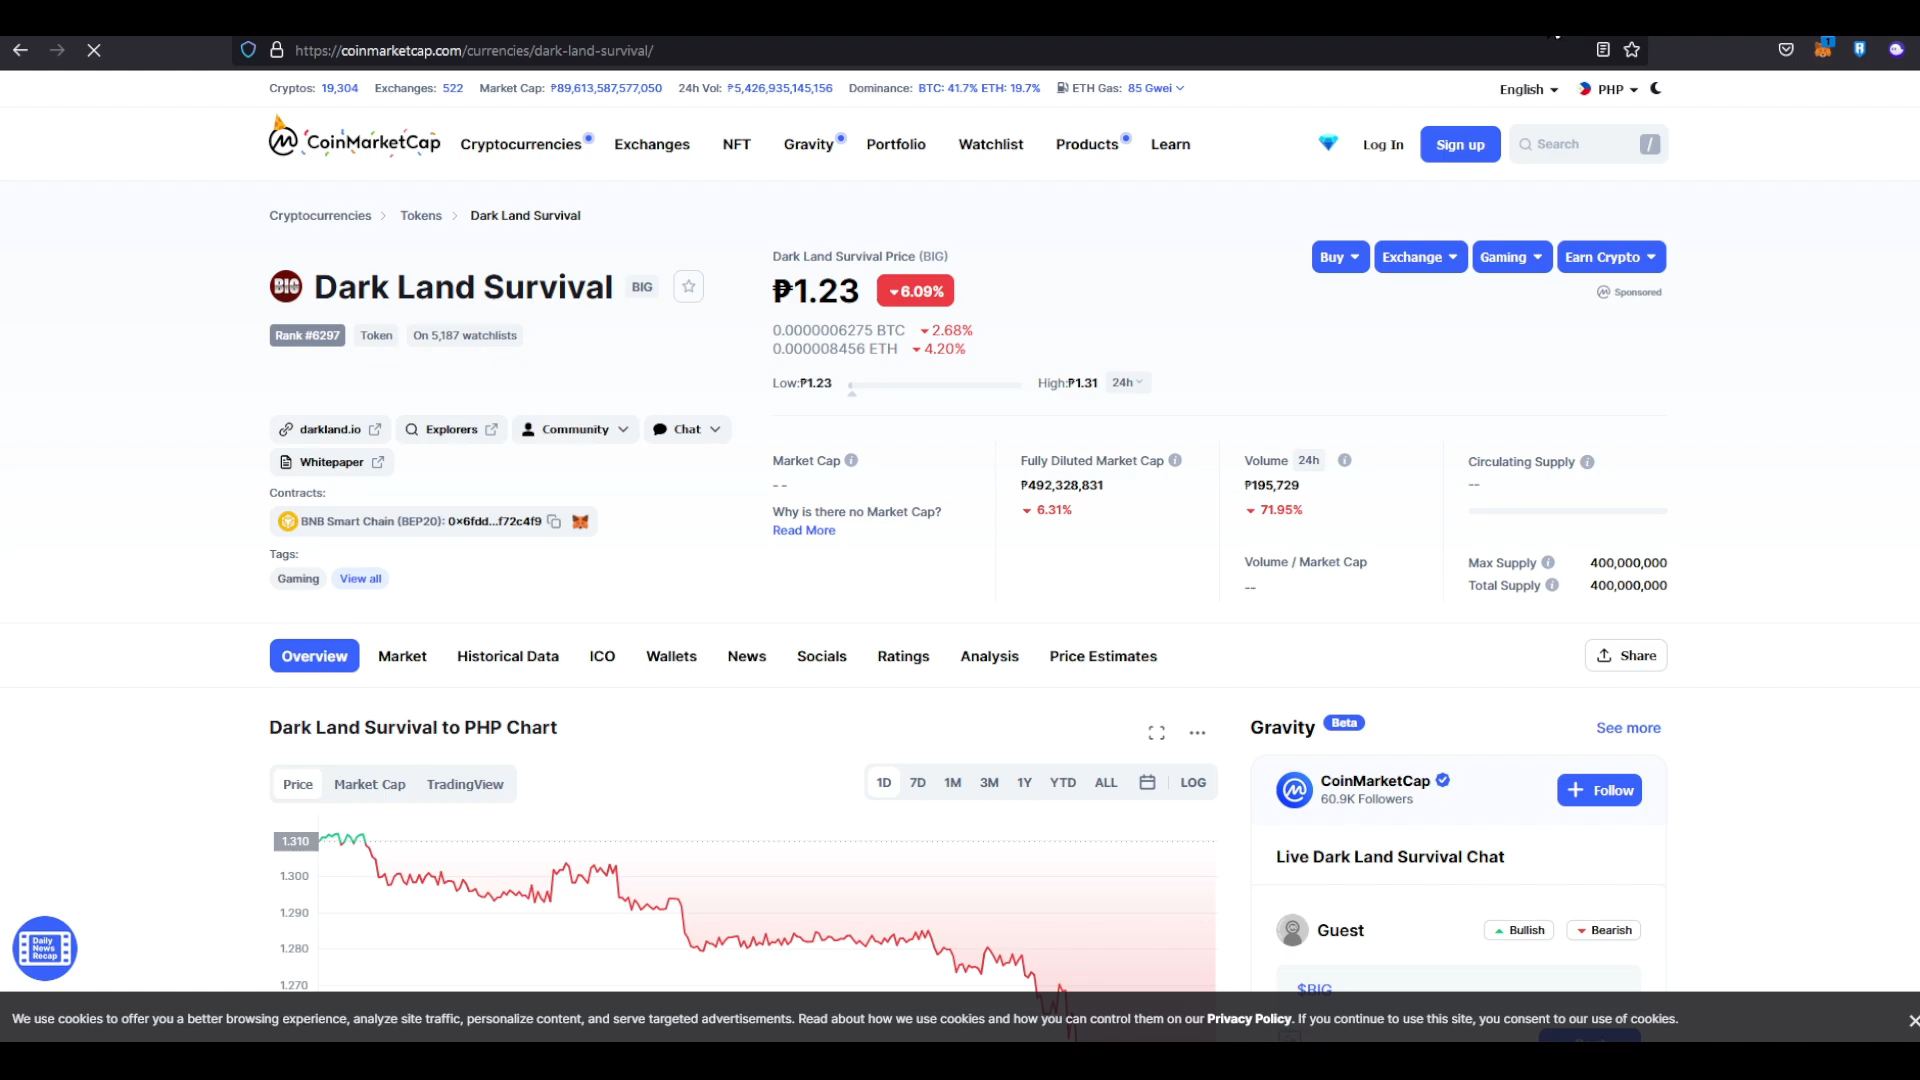 https://coinmarketcap.com/currencies/dark-land-survival/
1
Cryptos: 19,304 Exchanges: 522 Market Cap: ₱89,613,587,577,050 24h Vol: ₱5,426,935,145,156 Dominance: BTC: 41.7% ETH: 19.7% ETH Gas: 85 Gwei
English PHP
CoinMarketCap Cryptocurrencies Exchanges NFT Gravity Portfolio Watchlist Products Learn Log In Sign up Search /
Cryptocurrencies > Tokens > Dark Land Survival
BIG Dark Land Survival BIG
Rank #6297 Token On 5,187 watchlists
darkland.io Explorers Community Chat
Whitepaper
Contracts:
BNB Smart Chain (BEP20): 0x6fdd...f72c4f9
Tags:
Gaming View all
Dark Land Survival Price (BIG)
₱1.23 6.09%
0.0000006275 BTC 2.68%
0.000008456 ETH 4.20%
Low:₱1.23 High:₱1.31 24h
Buy Exchange Gaming Earn Crypto
Sponsored
Market Cap
- -
Why is there no Market Cap?
Read More
Fully Diluted Market Cap
₱492,328,831
6.31%
Volume 24h
₱195,729
71.95%
Volume / Market Cap
--
Circulating Supply
--
Max Supply 400,000,000
Total Supply 400,000,000
Overview Market Historical Data ICO Wallets News Socials Ratings Analysis Price Estimates Share
Dark Land Survival to PHP Chart
Price Market Cap TradingView 1D 7D 1M 3M 1Y YTD ALL LOG
1.310
1.300
1.290
1.280
1.270
Gravity Beta See more
CoinMarketCap
60.9K Followers
Follow
Live Dark Land Survival Chat
Guest Bullish Bearish
$BIG
Daily
News
Recap
We use cookies to offer you a better browsing experience, analyze site traffic, personalize content, and serve targeted advertisements. Read about how we use cookies and how you can control them on our Privacy Policy. If you continue to use this site, you consent to our use of cookies.